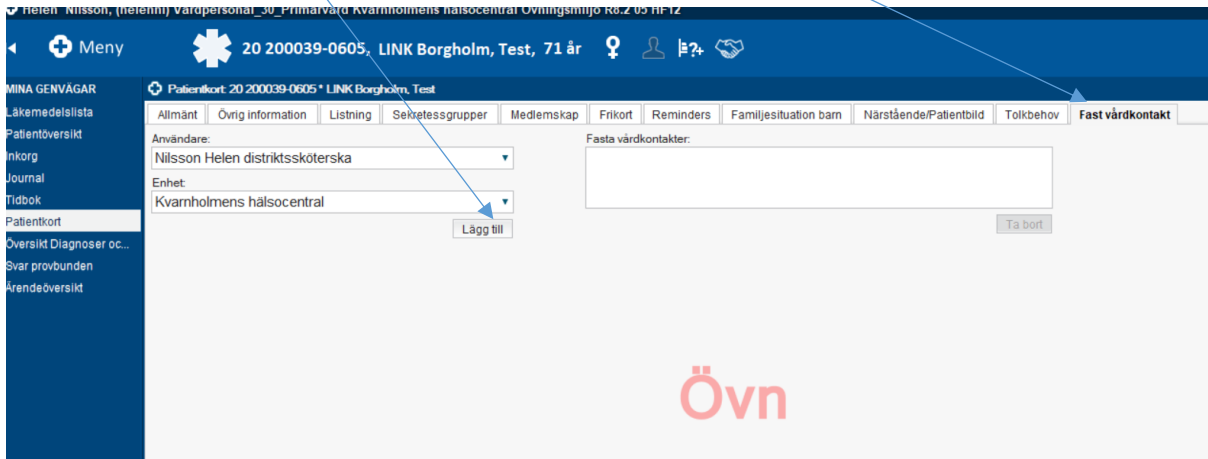 Helen Nilsson, (helenni) Vårdpersonal_30_Primärvård Kvarnholmens hälsocentral Övningsmiljö R8.2 05 HF12
Meny
20 200039-0605, LINK Borgholm, Test, 71 år
MINA GENVÄGAR
Patientkort: 20 200039-0605 * LINK Borgholm, Test
Läkemedelslista
Patientöversikt
Inkorg
Journal
Tidbok
Patientkort
Översikt Diagnoser oc...
Svar provbunden
Ärendeöversikt
Allmänt Övrig information Listning Sekretessgrupper Medlemskap Frikort Reminders Familjesituation barn Närstående/Patientbild Tolkbehov Fast vårdkontakt
Användare:
Nilsson Helen distriktssköterska
Enhet:
Kvarnholmens hälsocentral
Lägg till
Fasta vårdkontakter:
Ta bort
Övn